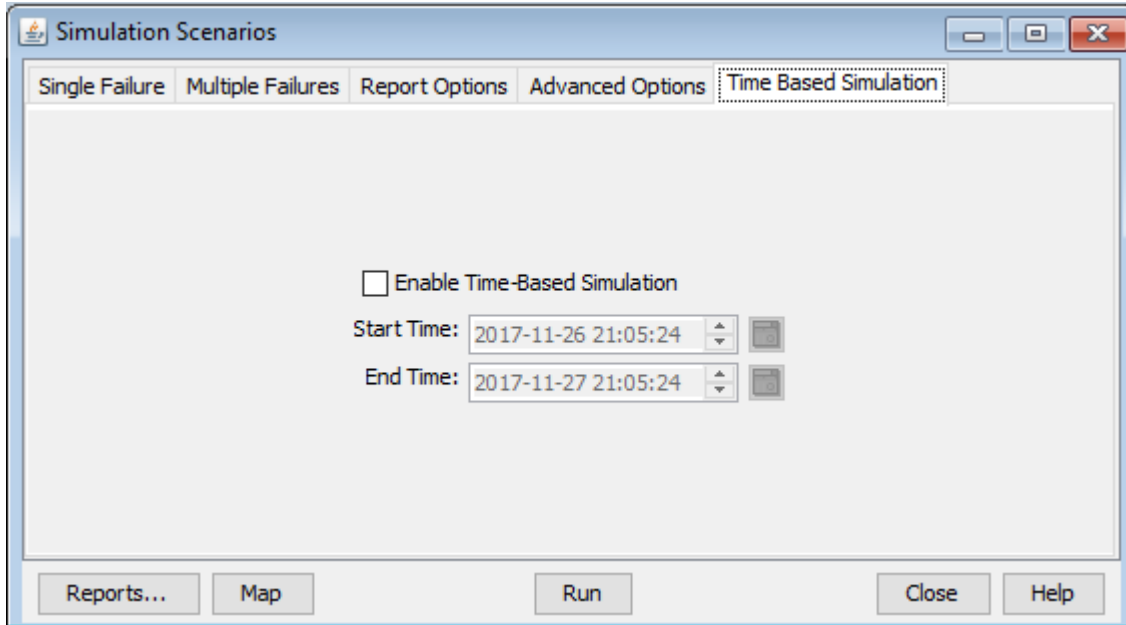 Simulation Scenarios
Single Failure Multiple Failures Report Options Advanced Options Time Based Simulation
Enable Time-Based Simulation
Start Time: 2017-11-26 21:05:24
End Time: 2017-11-27 21:05:24
Reports... Map Run Close Help